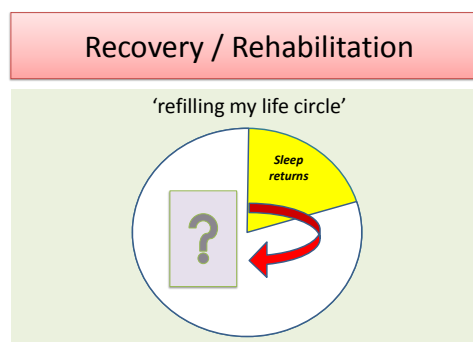 Recovery / Rehabilitation
'refilling my life circle'
Sleep
returns
?